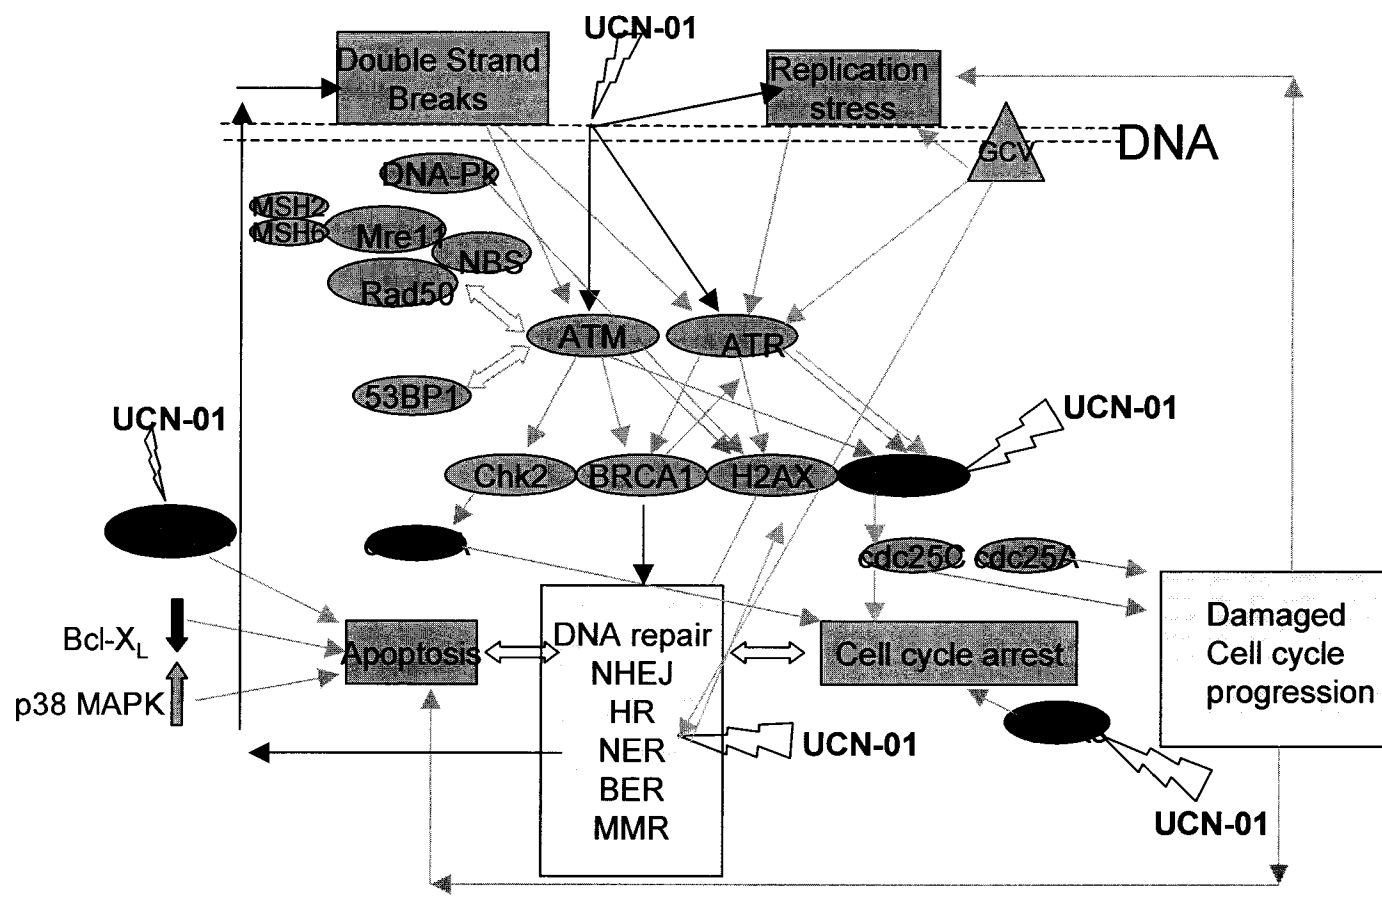 UCN-01
Double Strand
Breaks
Replication
stress
DNA
GCV
DNA-Pk
MSH2
MSH6
Mre11
NBS
Rad50
ATM
ATR
53BP1
UCN-01
UCN-01
Chk2
BRCA1
H2AX
cdc25C
cdc25A
Bcl-XL
p38 MAPK
Apoptosis
DNA repair
NHEJ
HR
NER
BER
MMR
Cell cycle arrest
Damaged
Cell cycle
progression
UCN-01
UCN-01